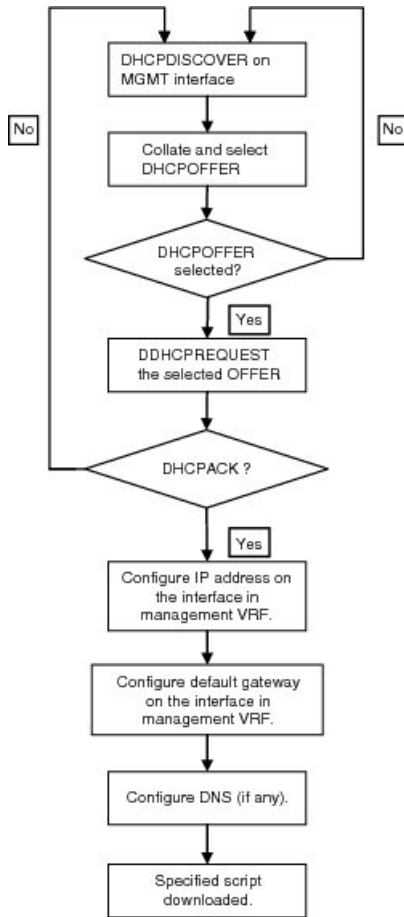 DHCPDISCOVER on
MGMT interface
No
No
Collate and select
DHCPOFFER
DHCPOFFER
selected?
Yes
DDHCPREQUEST
the selected OFFER
DHCPACK ?
Yes
Configure IP address on
the interface in
management VRF.
Configure default gateway
on the interface in
management VRF.
Configure DNS (if any).
Specified script
downloaded.